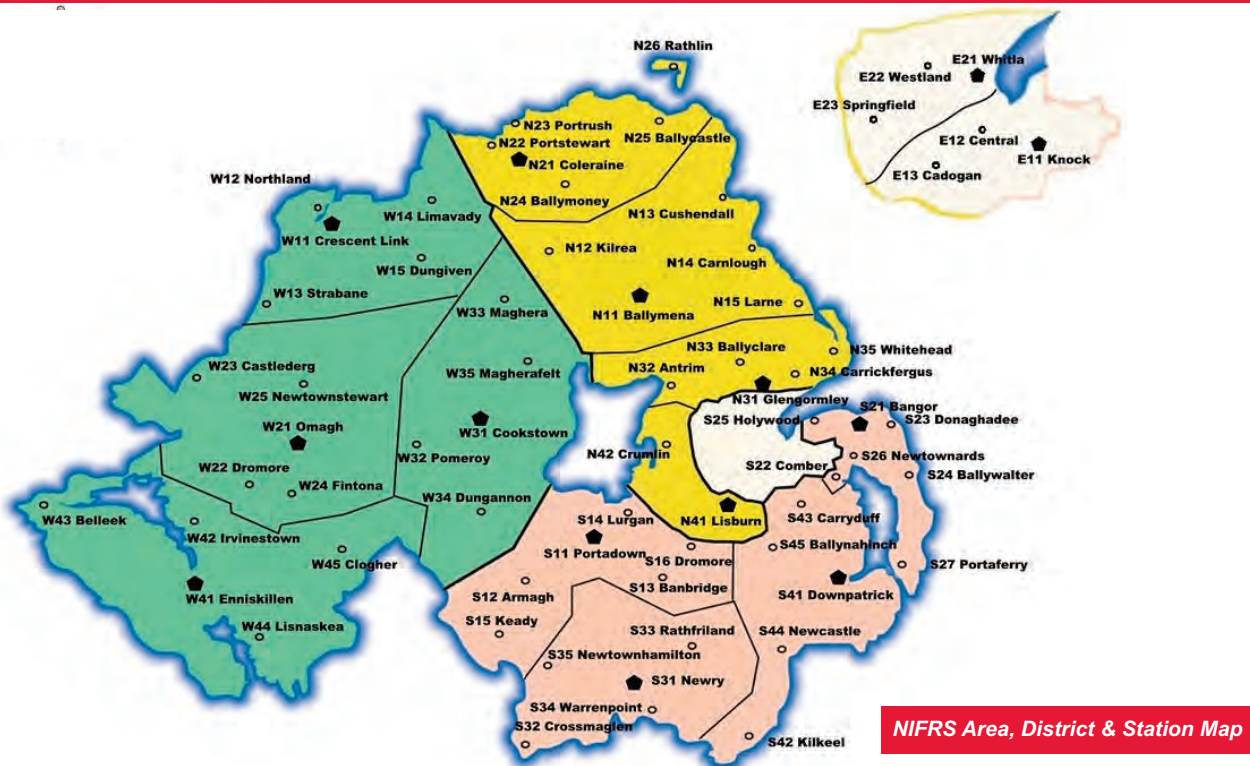 N26 Rathlin
E21 Whitla
E22 Westland
E23 Springfield
E12 Central
E11 Knock
E13 Cadogan
N23 Portrush
N25 Ballycastle
N22 Portstewart
N21 Coleraine
W12 Northland
N24 Ballymoney
W14 Limavady
N13 Cushendall
W11 Crescent Link
N12 Kilrea
N14 Carnlough
W15 Dungiven
W13 Strabane
N15 Larne
W33 Maghera
N11 Ballymena
N33 Ballyclare
N35 Whitehead
W23 Castlederg
W35 Magherafelt
N32 Antrim
N34 Carrickfergus
W25 Newtownstewart
N31 Glengormley
S21 Bangor
S25 Holywood
S23 Donaghadee
W21 Omagh
W31 Cookstown
W32 Pomeroy
N42 Crumlin
S26 Newtownards
S22 Comber
W22 Dromore
S24 Ballywalter
W24 Fintona
W34 Dungannon
W43 Belleek
S14 Lurgan
N41 Lisburn
S43 Carryduff
W42 Irvinestown
S45 Ballynahinch
S11 Portadown
S16 Dromore
W45 Clogher
S27 Portaferry
S13 Banbridge
S12 Armagh
S41 Downpatrick
W41 Enniskillen
S15 Keady
W44 Lisnaskea
S33 Rathfriland
S44 Newcastle
S35 Newtownhamilton
S31 Newry
S34 Warrenpoint
S32 Crossmaglen
NIFRS Area, District & Station Map
S42 Kilkeel